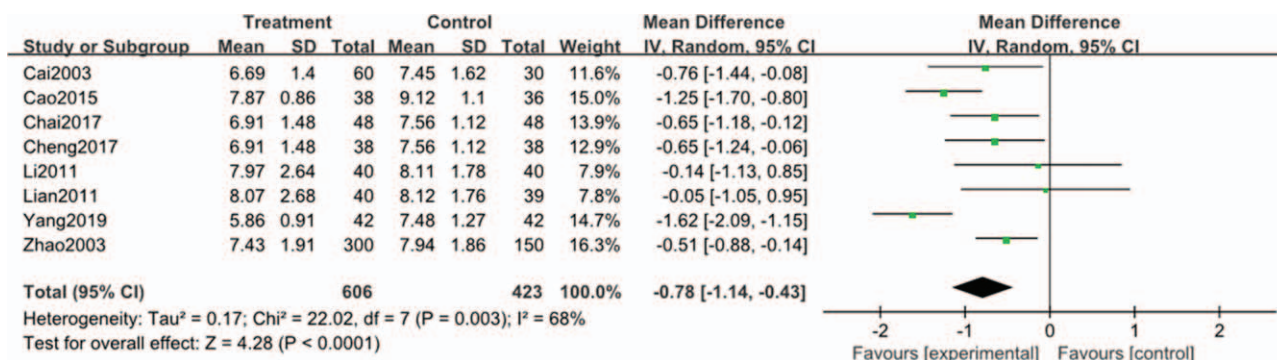 Treatment Control Mean Difference Mean Difference
Study or Subgroup Mean SD Total Mean SD Total Weight IV, Random, 95% CI IV, Random, 95% CI
Cai2003 6.69 1.4 60 7.45 1.62 30 11.6% -0.76 [-1.44, -0.08]
Cao2015 7.87 0.86 38 9.12 1.1 36 15.0% -1.25 [-1.70, -0.80]
Chai2017 6.91 1.48 48 7.56 1.12 48 13.9% -0.65 [-1.18, -0.12]
Cheng2017 6.91 1.48 38 7.56 1.12 38 12.9% -0.65 [-1.24, -0.06]
Li2011 7.97 2.64 40 8.11 1.78 40 7.9% -0.14 [-1.13, 0.85]
Lian2011 8.07 2.68 40 8.12 1.76 39 7.8% -0.05 [-1.05, 0.95]
Yang2019 5.86 0.91 42 7.48 1.27 42 14.7% -1.62 [-2.09, -1.15]
Zhao2003 7.43 1.91 300 7.94 1.86 150 16.3% -0.51 [-0.88, -0.14]
Total (95% CI) 606 423 100.0% -0.78 [-1.14, -0.43]
Heterogeneity: Tau² = 0.17; Chi² = 22.02, df = 7 (P = 0.003); I² = 68%
Test for overall effect: Z = 4.28 (P < 0.0001)
-2 -1 0 1 2
Favours [experimental] Favours [control]